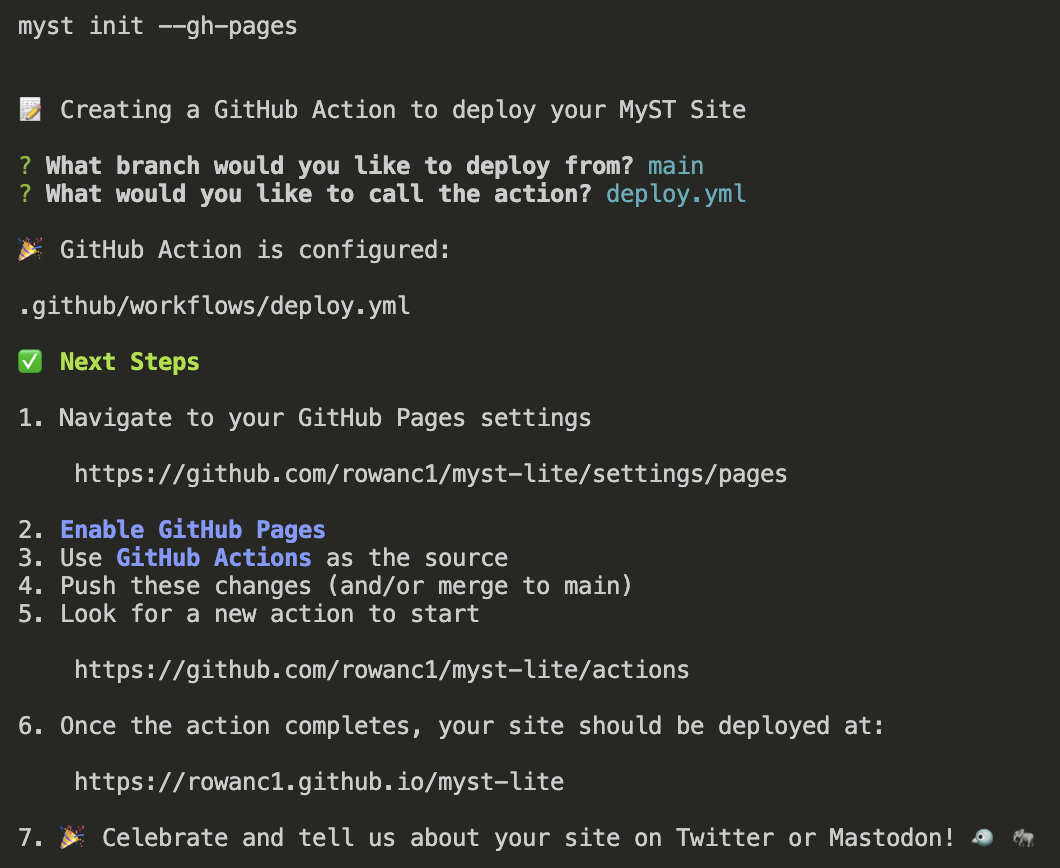 myst init --gh-pages
📝 Creating a GitHub Action to deploy your MyST Site
? What branch would you like to deploy from? main
? What would you like to call the action? deploy.yml
🎉 GitHub Action is configured:
.github/workflows/deploy.yml
✅ Next Steps
1. Navigate to your GitHub Pages settings
https://github.com/rowanc1/myst-lite/settings/pages
2. Enable GitHub Pages
3. Use GitHub Actions as the source
4. Push these changes (and/or merge to main)
5. Look for a new action to start
https://github.com/rowanc1/myst-lite/actions
6. Once the action completes, your site should be deployed at:
https://rowanc1.github.io/myst-lite
7. 🎉 Celebrate and tell us about your site on Twitter or Mastodon! 🐦 🐘